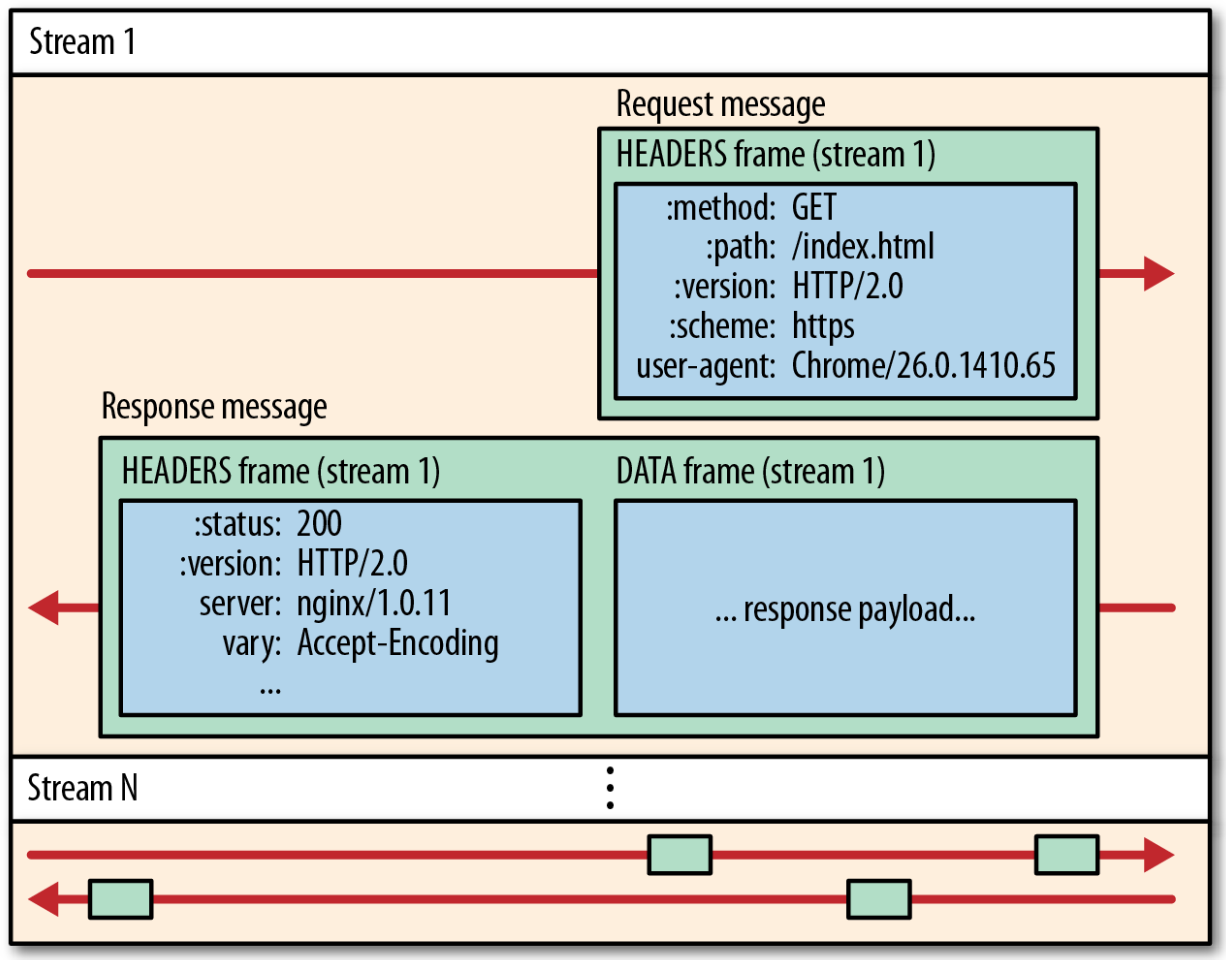 Stream 1
Request message
HEADERS frame (stream 1)
:method: GET
:path: /index.html
:version: HTTP/2.0
:scheme: https
user-agent: Chrome/26.0.1410.65
Response message
HEADERS frame (stream 1)
:status: 200
:version: HTTP/2.0
server: nginx/1.0.11
vary: Accept-Encoding
...
DATA frame (stream 1)
... response payload...
Stream N